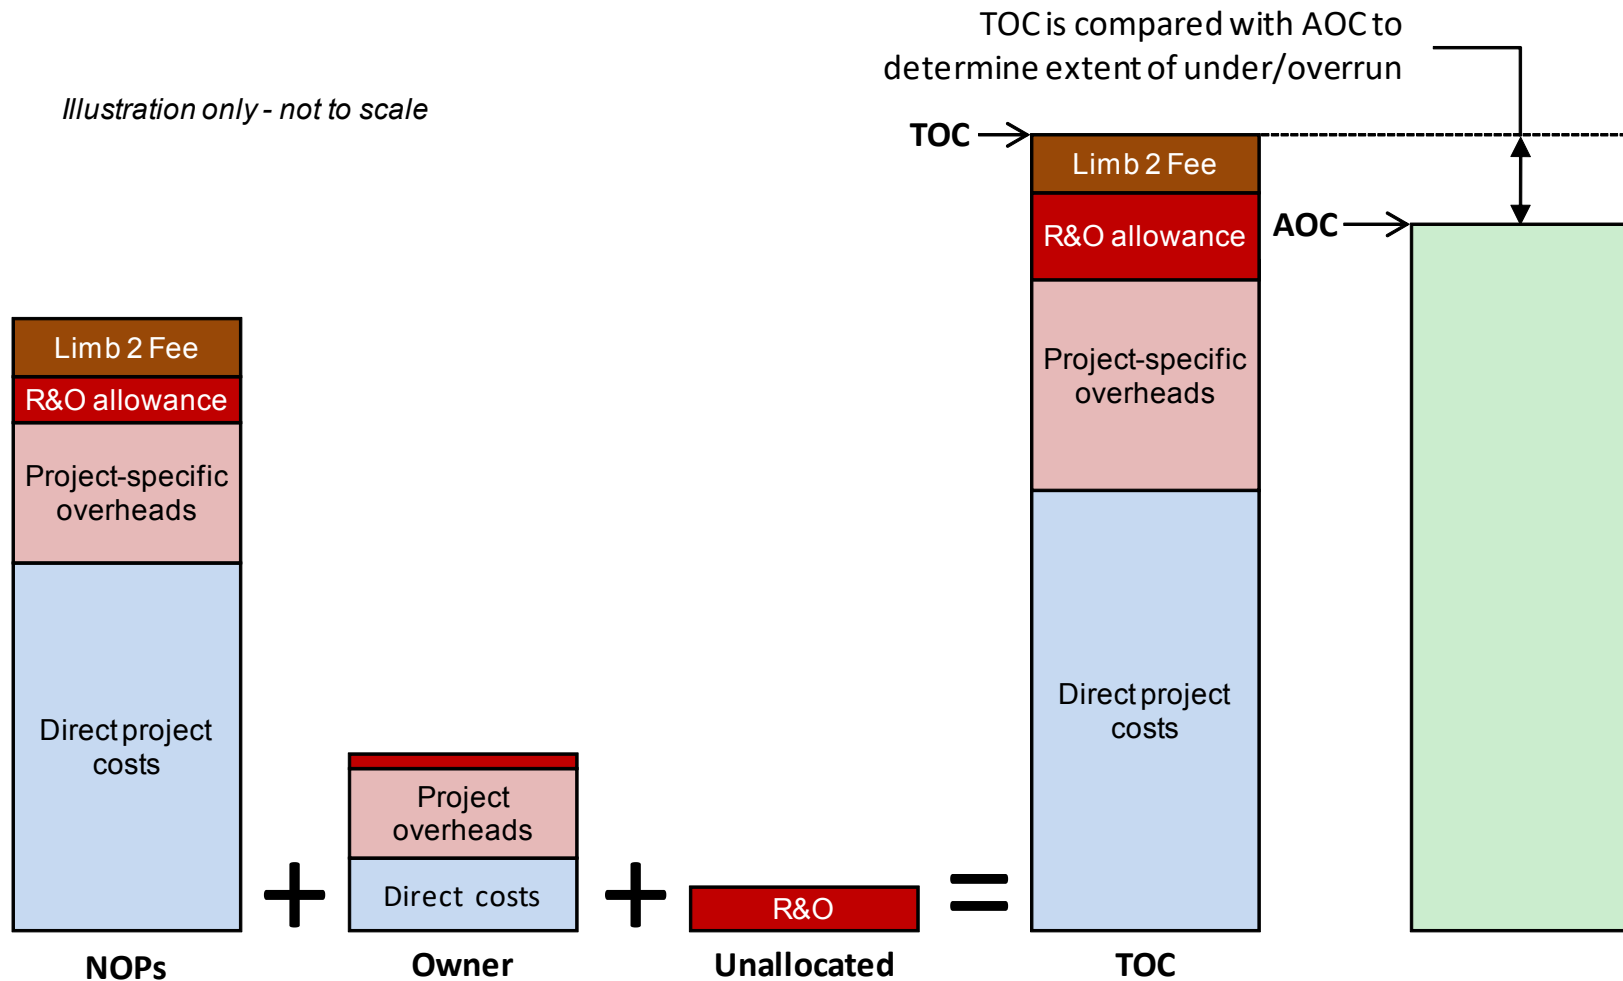 TOC is compared with AOC to
determine extent of under/overrun
Illustration only - not to scale
TOC
Limb 2 Fee
R&O allowance
AOC
Project-specific
overheads
Direct project
costs
Limb 2 Fee
R&O allowance
Project-specific
overheads
Direct project
costs
Project
overheads
Direct costs
R&O
+
+
=
NOPs
Owner
Unallocated
TOC